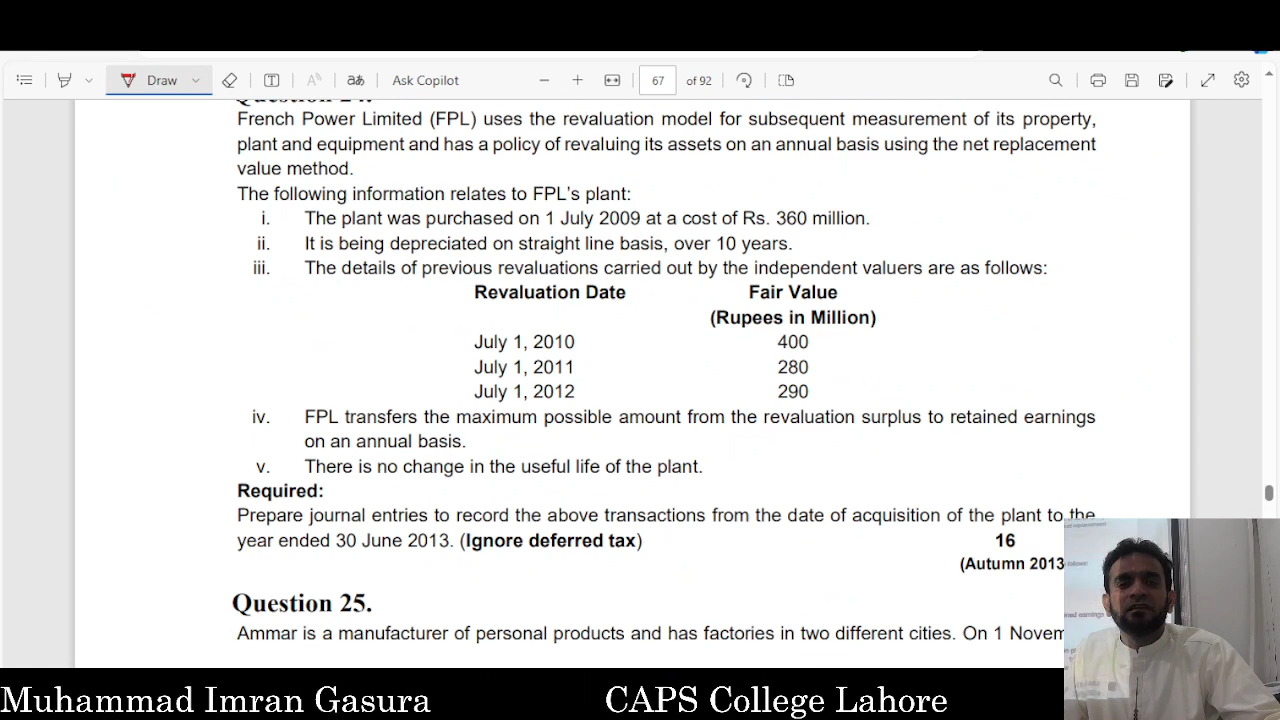 Draw
Ask Copilot
67 of 92
Question 24.
French Power Limited (FPL) uses the revaluation model for subsequent measurement of its property,
plant and equipment and has a policy of revaluing its assets on an annual basis using the net replacement
value method.
The following information relates to FPL's plant:
i. The plant was purchased on 1 July 2009 at a cost of Rs. 360 million.
ii. It is being depreciated on straight line basis, over 10 years.
iii. The details of previous revaluations carried out by the independent valuers are as follows:
Revaluation Date Fair Value
(Rupees in Million)
July 1, 2010 400
July 1, 2011 280
July 1, 2012 290
iv. FPL transfers the maximum possible amount from the revaluation surplus to retained earnings
on an annual basis.
v. There is no change in the useful life of the plant.
Required:
Prepare journal entries to record the above transactions from the date of acquisition of the plant to the
year ended 30 June 2013. (Ignore deferred tax) 16
(Autumn 2013
Question 25.
Ammar is a manufacturer of personal products and has factories in two different cities. On 1 Novem
Muhammad Imran Gasura CAPS College Lahore